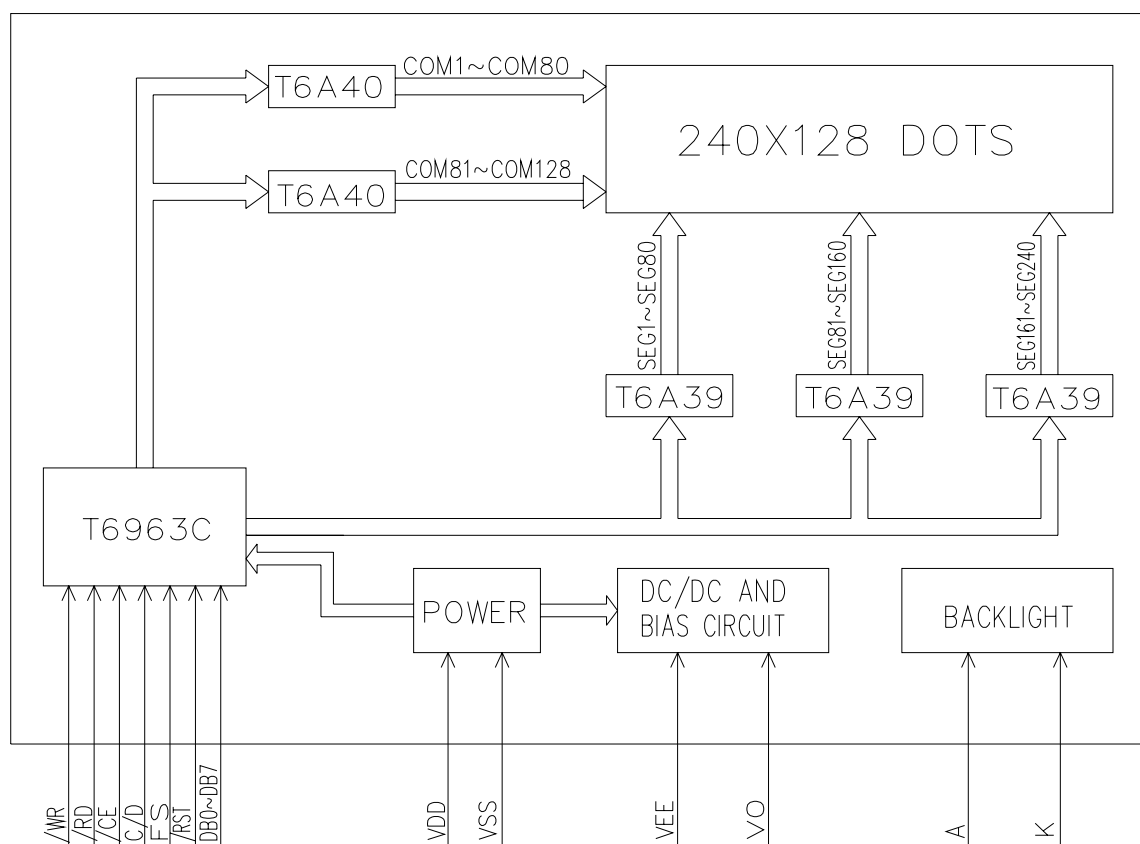 COM1~COM80
T6A40
240X128 DOTS
COM81~COM128
T6A40
SEG1~SEG80
SEG81~SEG160
SEG161~SEG240
T6A39
T6A39
T6A39
T6963C
POWER
DC/DC AND
BIAS CIRCUIT
BACKLIGHT
/WR
/RD
/CE
C/D
FS
/RST
DB0~DB7
VDD
VSS
VEE
VO
A
K